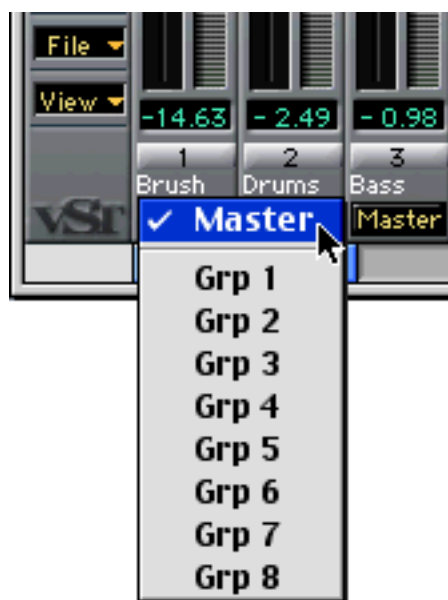 File
View
-14.63 - 2.49 - 0.98
1 2 3
Brush Drums Bass
VST ✓ Master Master
Grp 1
Grp 2
Grp 3
Grp 4
Grp 5
Grp 6
Grp 7
Grp 8